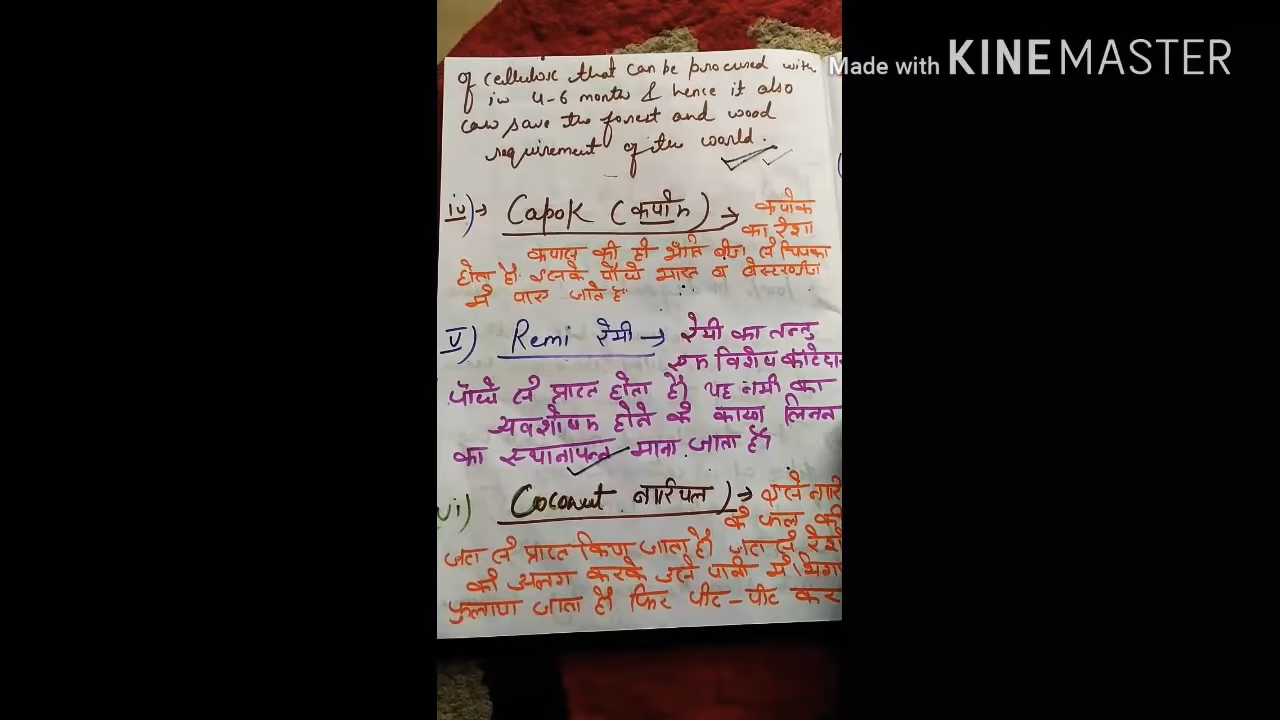 of cellulose that can be procured with
Made with KINEMASTER
in 4-6 months & hence it also
can save the forest and wood
requirement of the world.
iv) → Capok (कपोक) → कपोक
का रेशा
कपास की ही भाँति बीज से चिपका
होता है। इसके पौधे भारत व वेस्टइंडीज
में पाए जाते है
v) Remi रेमी → रेमी का तन्तु
एक विशेष कांटेदार
पौधे से प्राप्त होता है। यह नमी का
अवशोषक होने के कारण लिनन
का स्थानापन्न माना जाता है।
vi) Coconut नारियल) → इसे नारि
के फल की
जटा से प्राप्त किया जाता है। जटा से रेशे
को अलग करके उसे पानी में भिगा
फुलाया जाता है। फिर पीट-पीट कर